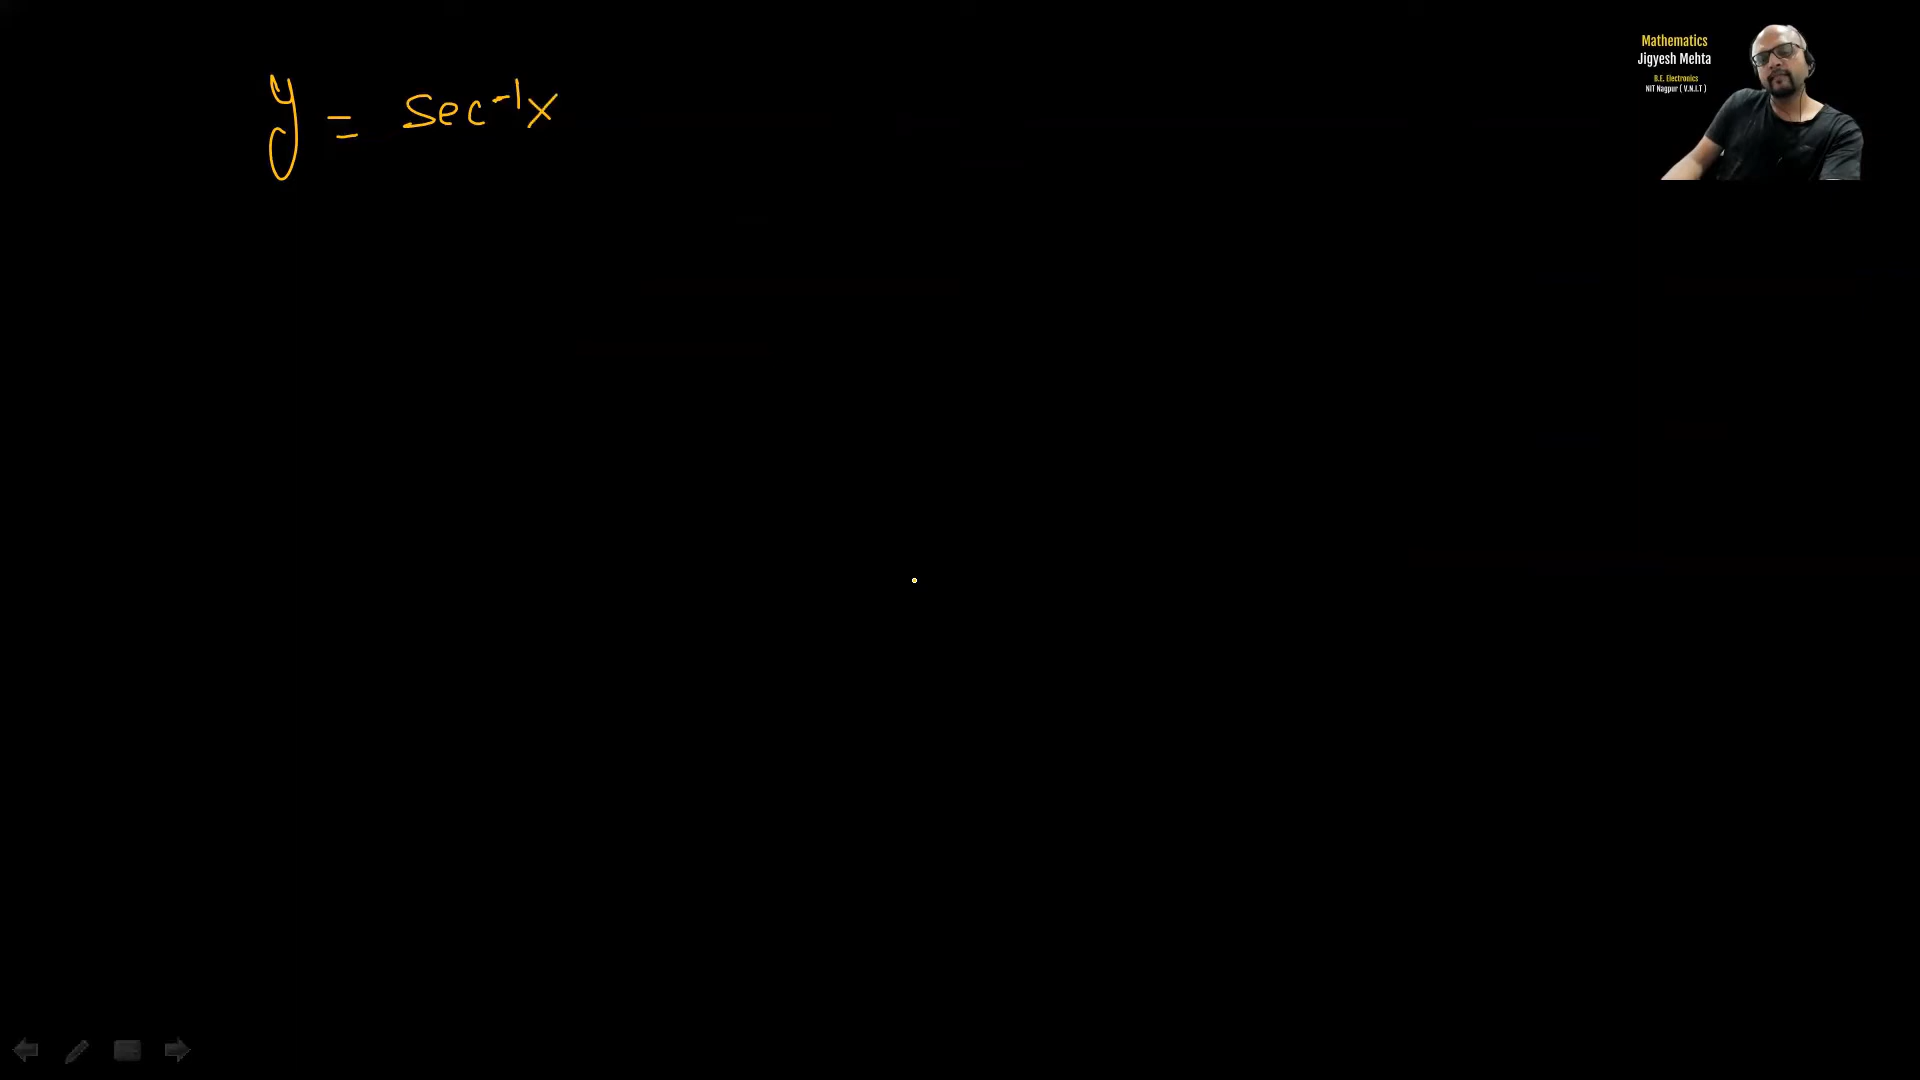 y = sec⁻¹x
Mathematics
Jigyesh Mehta
B.E. Electronics
NIT Nagpur ( V.N.I.T )